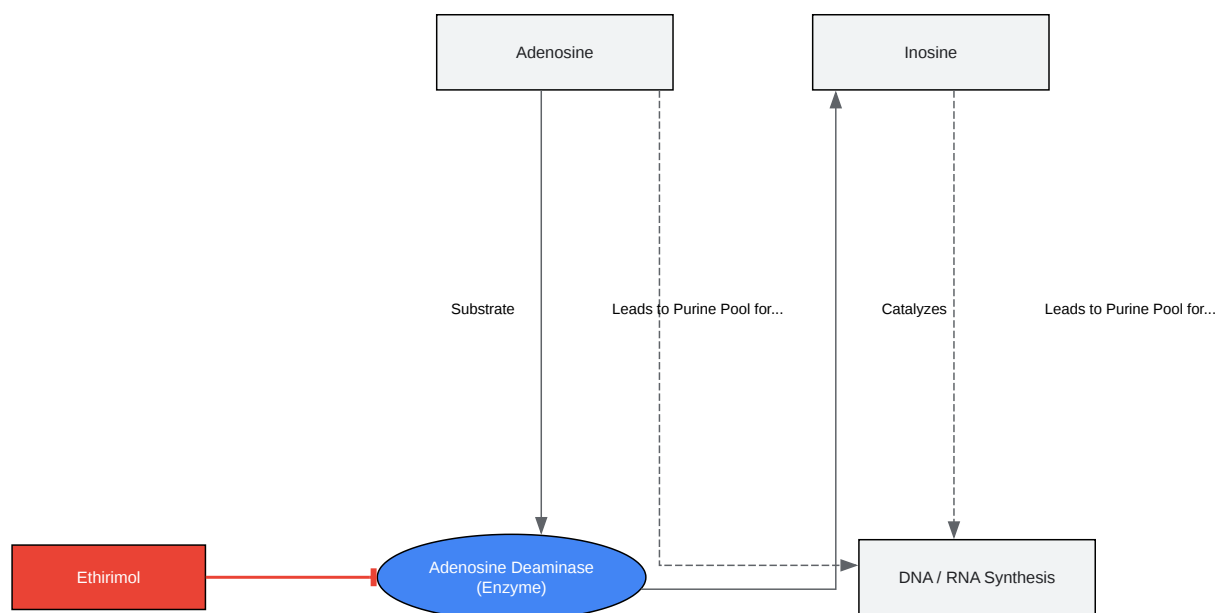 Adenosine
Inosine
Substrate
Leads to Purine Pool for...
Catalyzes
Leads to Purine Pool for...
Ethirimol
Adenosine Deaminase
(Enzyme)
DNA / RNA Synthesis